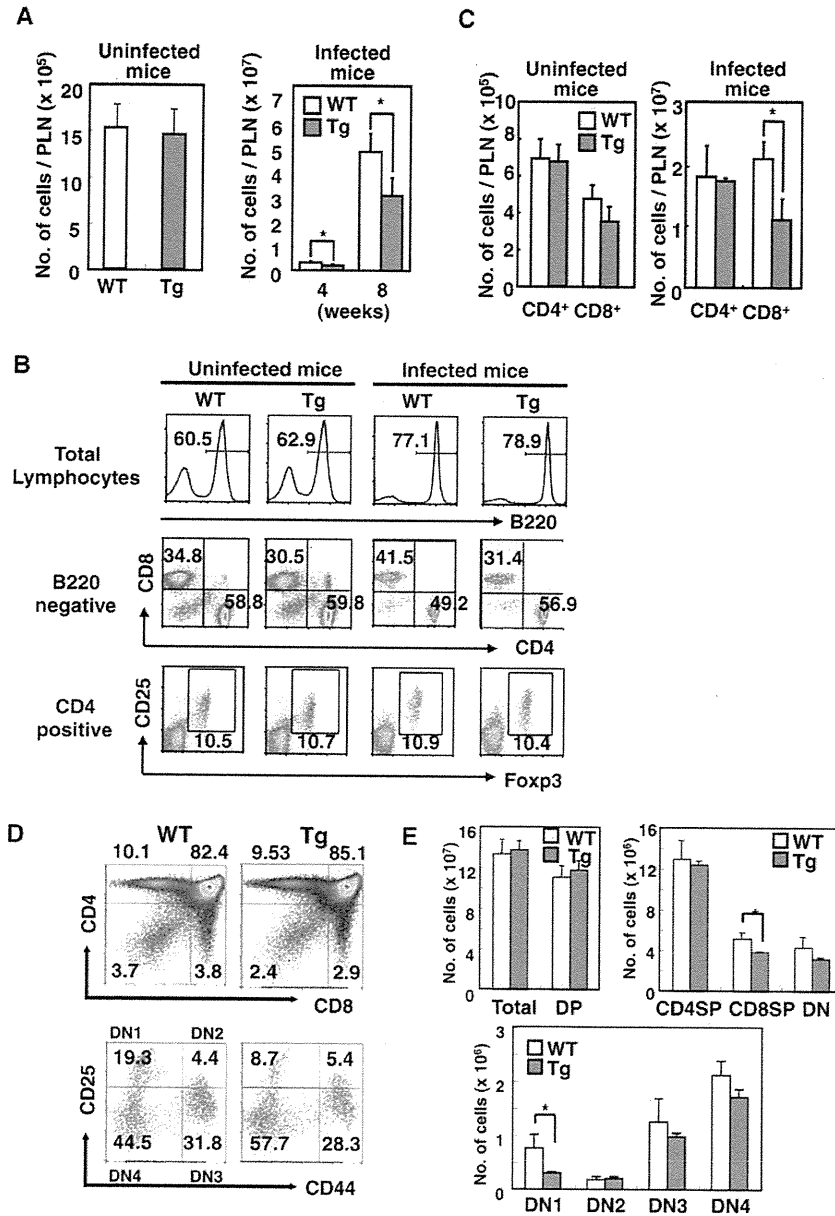 A
Uninfected mice
No. of cells / PLN (x 10⁵)
20
15
10
5
0
WT
Tg
Infected mice
No. of cells / PLN (x 10⁷)
7
6
5
4
3
2
1
0
WT
Tg
*
*
4
8
(weeks)
C
Uninfected mice
No. of cells / PLN (x 10⁵)
10
8
6
4
2
0
WT
Tg
CD4⁺ CD8⁺
Infected mice
No. of cells / PLN (x 10⁷)
3
2
1
0
WT
Tg
*
CD4⁺ CD8⁺
B
Uninfected mice
Infected mice
WT
Tg
WT
Tg
Total Lymphocytes
60.5
62.9
77.1
78.9
B220
B220 negative
CD8
34.8
30.5
41.5
31.4
58.8
59.8
49.2
56.9
CD4
CD4 positive
CD25
10.5
10.7
10.9
10.4
Foxp3
D
WT
Tg
10.1
82.4
9.53
85.1
CD4
3.7
3.8
2.4
2.9
CD8
DN1
DN2
19.3
4.4
8.7
5.4
CD25
44.5
31.8
57.7
28.3
DN4
DN3
CD44
E
No. of cells (x 10⁷)
16
12
8
4
0
WT
Tg
Total
DP
No. of cells (x 10⁶)
16
12
8
4
0
WT
Tg
*
CD4SP CD8SP DN
No. of cells (x 10⁶)
3
2
1
0
WT
Tg
*
DN1
DN2
DN3
DN4